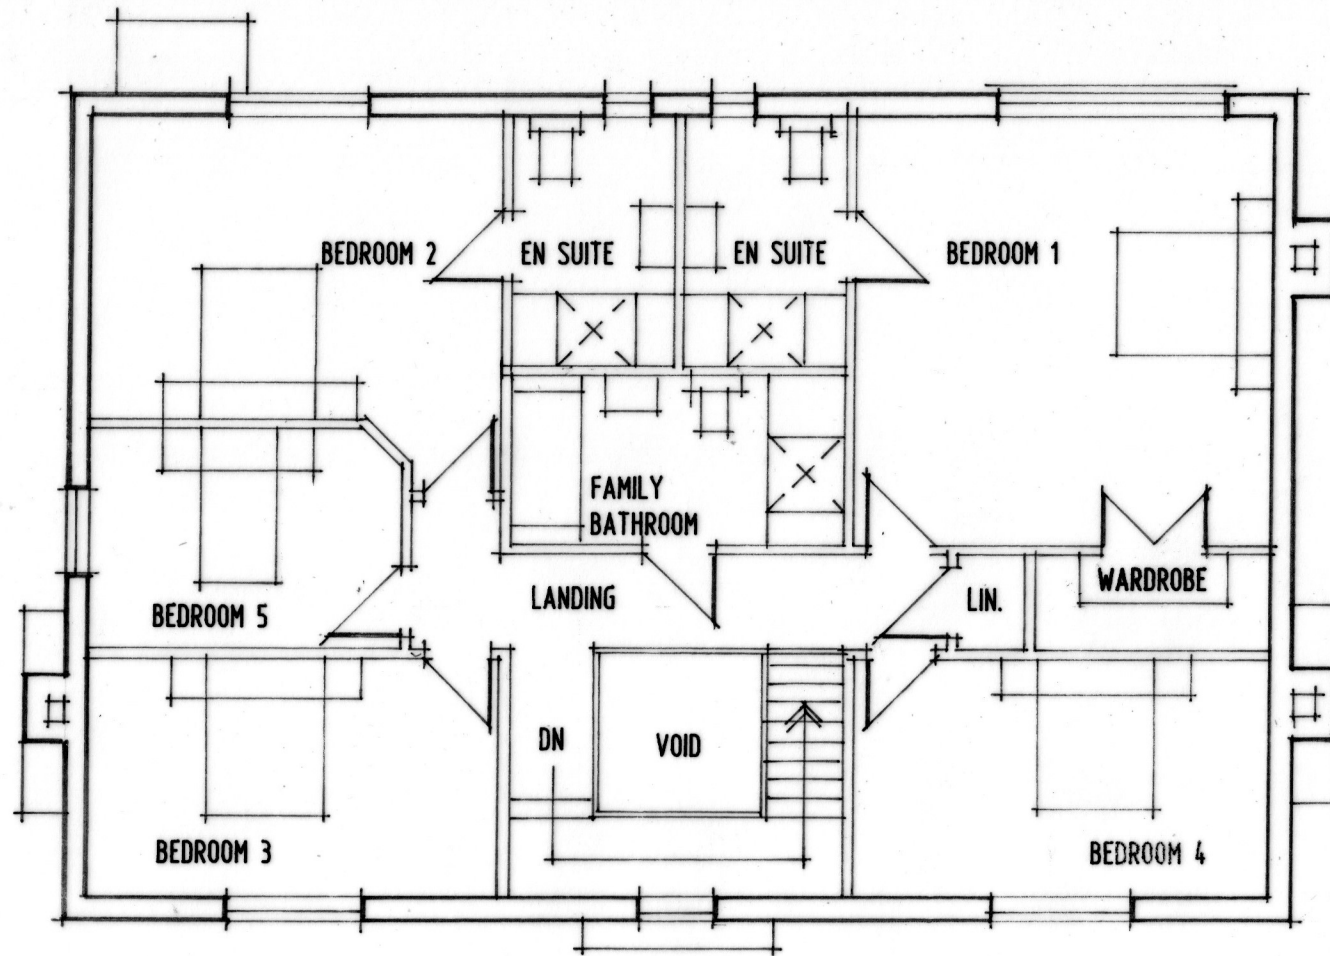 BEDROOM 2
EN SUITE
EN SUITE
BEDROOM 1
FAMILY
BATHROOM
BEDROOM 5
LANDING
LIN.
WARDROBE
DN
VOID
BEDROOM 3
BEDROOM 4